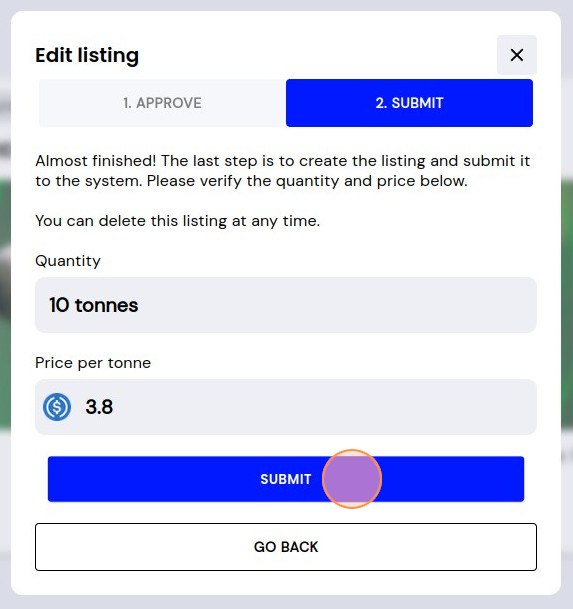 Edit listing
1. APPROVE
2. SUBMIT
Almost finished! The last step is to create the listing and submit it
to the system. Please verify the quantity and price below.
You can delete this listing at any time.
Quantity
10 tonnes
Price per tonne
3.8
SUBMIT
GO BACK